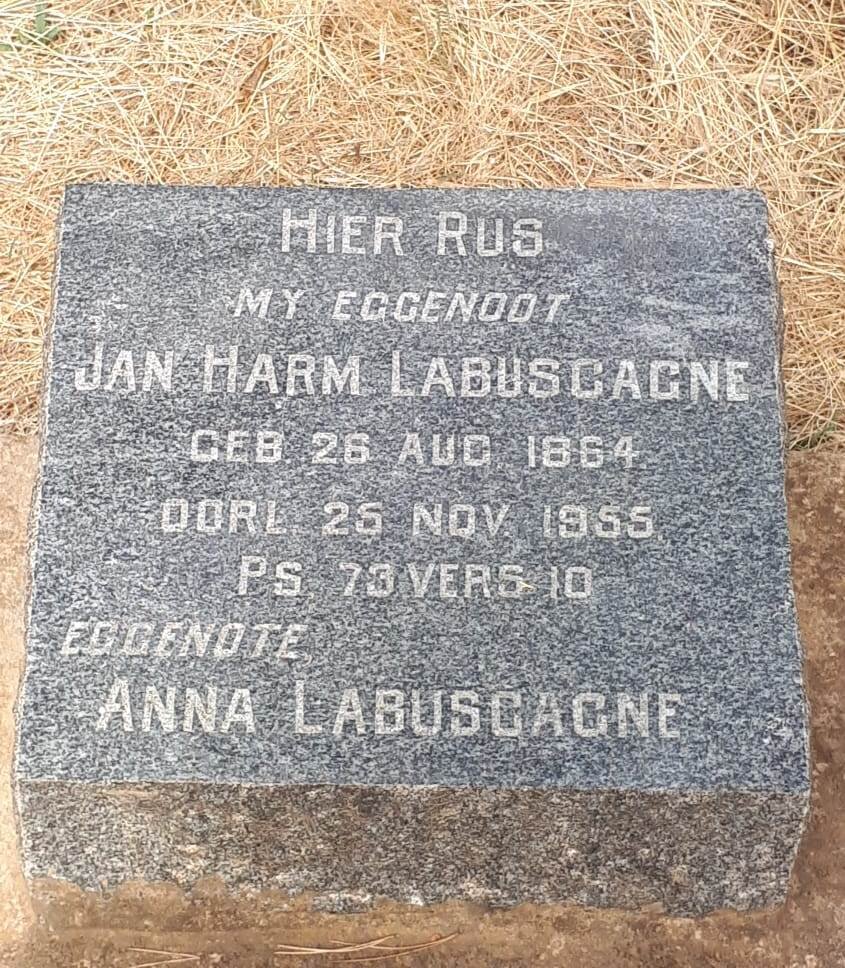 HIER RUS
MY EGGENOOT
JAN HARM LABUSCAGNE
GEB. 26 AUG. 1864
OORL. 25 NOV. 1955.
PS. 73 VERS 10
EGGENOTE,
ANNA LABUSCAGNE